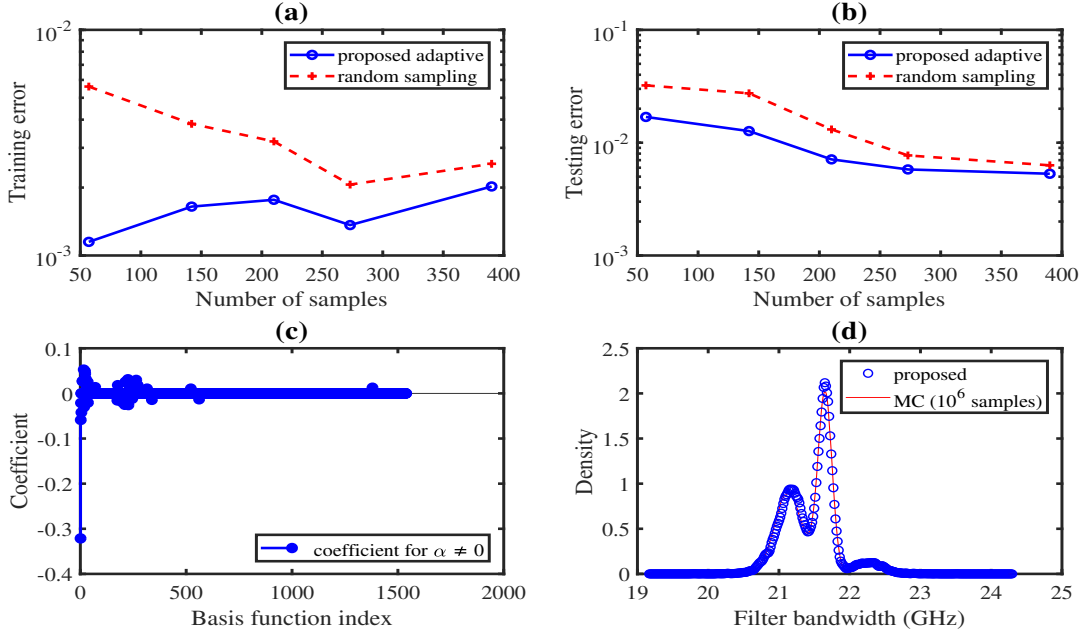 (a)
10^-2
10^-3
Training error
proposed adaptive
random sampling
50 100 150 200 250 300 350 400
Number of samples
(b)
10^-1
10^-2
10^-3
Testing error
proposed adaptive
random sampling
50 100 150 200 250 300 350 400
Number of samples
(c)
0.1
0
-0.1
-0.2
-0.3
-0.4
Coefficient
coefficient for α ≠ 0
0 500 1000 1500 2000
Basis function index
(d)
2.5
2
1.5
1
0.5
0
Density
proposed
MC (10^6 samples)
19 20 21 22 23 24 25
Filter bandwidth (GHz)